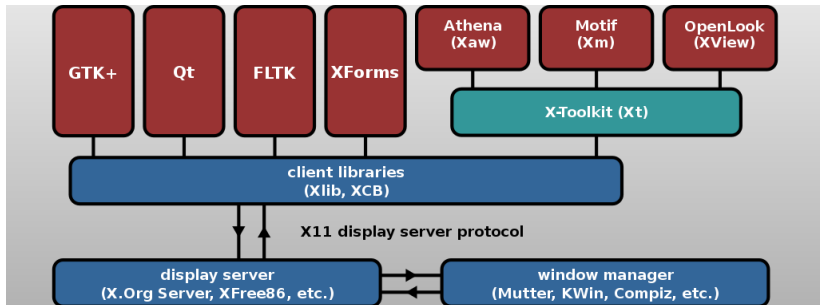 GTK+
Qt
FLTK
XForms
Athena
(Xaw)
Motif
(Xm)
OpenLook
(XView)
X-Toolkit (Xt)
client libraries
(Xlib, XCB)
X11 display server protocol
display server
(X.Org Server, XFree86, etc.)
window manager
(Mutter, KWin, Compiz, etc.)